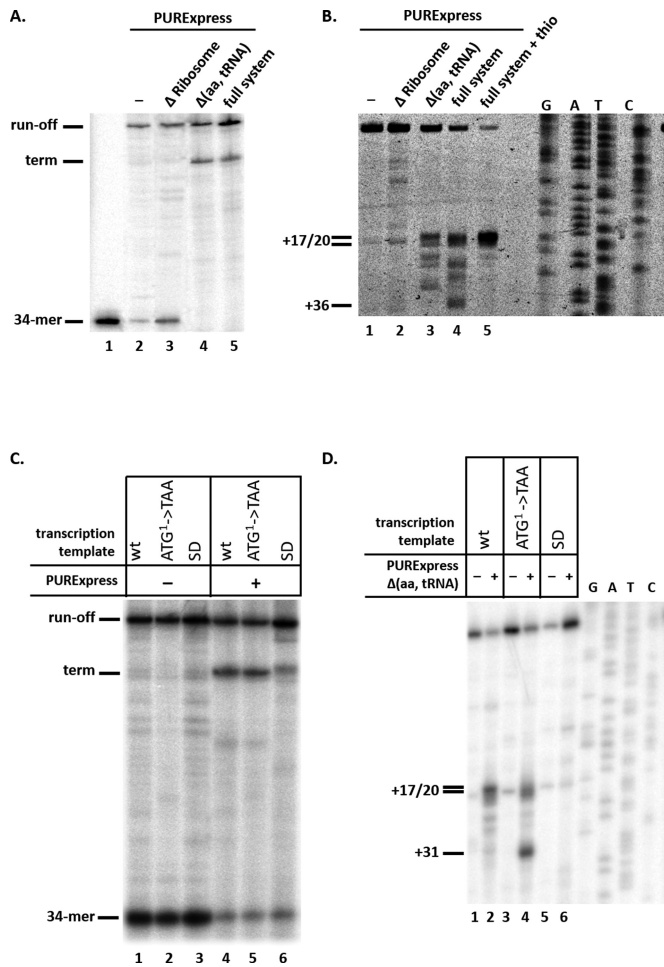 A.
PURExpress
– Δ Ribosome Δ(aa, tRNA) full system
run-off
term
34-mer
1 2 3 4 5
B.
PURExpress
– Δ Ribosome Δ(aa, tRNA) full system full system + thio
G A T C
+17/20
+36
1 2 3 4 5
C.
transcription template
wt ATG¹->TAA SD wt ATG¹->TAA SD
PURExpress – +
run-off
term
34-mer
1 2 3 4 5 6
D.
transcription template
wt ATG¹->TAA SD
PURExpress
Δ(aa, tRNA) – + – + – +
G A T C
+17/20
+31
1 2 3 4 5 6